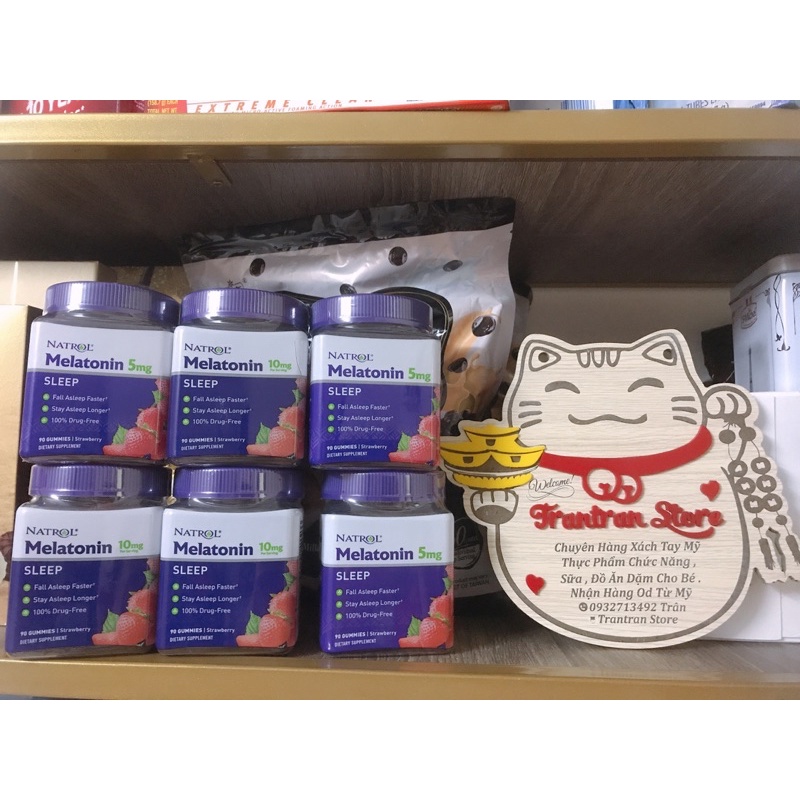 EXTREME CLEAN
NATROL
Melatonin 5mg
SLEEP
Fall Asleep Faster
Stay Asleep Longer
100% Drug-Free
90 GUMMIES | Strawberry
DIETARY SUPPLEMENT
NATROL
Melatonin 10mg
SLEEP
Fall Asleep Faster
Stay Asleep Longer
100% Drug-Free
90 GUMMIES | Strawberry
DIETARY SUPPLEMENT
NATROL
Melatonin 5mg
SLEEP
Fall Asleep Faster
Stay Asleep Longer
100% Drug-Free
90 GUMMIES | Strawberry
DIETARY SUPPLEMENT
NATROL
Melatonin 10mg
SLEEP
Fall Asleep Faster
Stay Asleep Longer
100% Drug-Free
90 GUMMIES | Strawberry
DIETARY SUPPLEMENT
NATROL
Melatonin 10mg
SLEEP
Fall Asleep Faster
Stay Asleep Longer
100% Drug-Free
90 GUMMIES | Strawberry
DIETARY SUPPLEMENT
NATROL
Melatonin 5mg
SLEEP
Fall Asleep Faster
Stay Asleep Longer
100% Drug-Free
90 GUMMIES | Strawberry
DIETARY SUPPLEMENT
Welcome!
Trantran Store
Chuyên Hàng Xách Tay Mỹ
Thực Phẩm Chức Năng ,
Sữa , Đồ Ăn Dặm Cho Bé .
Nhận Hàng Od Từ Mỹ
0932713492 Trân
Trantran Store